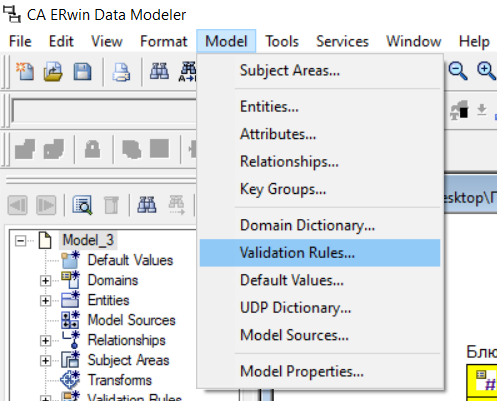 CA ERwin Data Modeler
File Edit View Format Model Tools Services Window Help
Subject Areas...
Entities...
Attributes...
Relationships...
Key Groups...
Domain Dictionary...
Validation Rules...
Default Values...
UDP Dictionary...
Model Sources...
Model Properties...
esktop\П
Model_3
Default Values
Domains
Entities
Model Sources
Relationships
Subject Areas
Transforms
Validation Rules
Блю